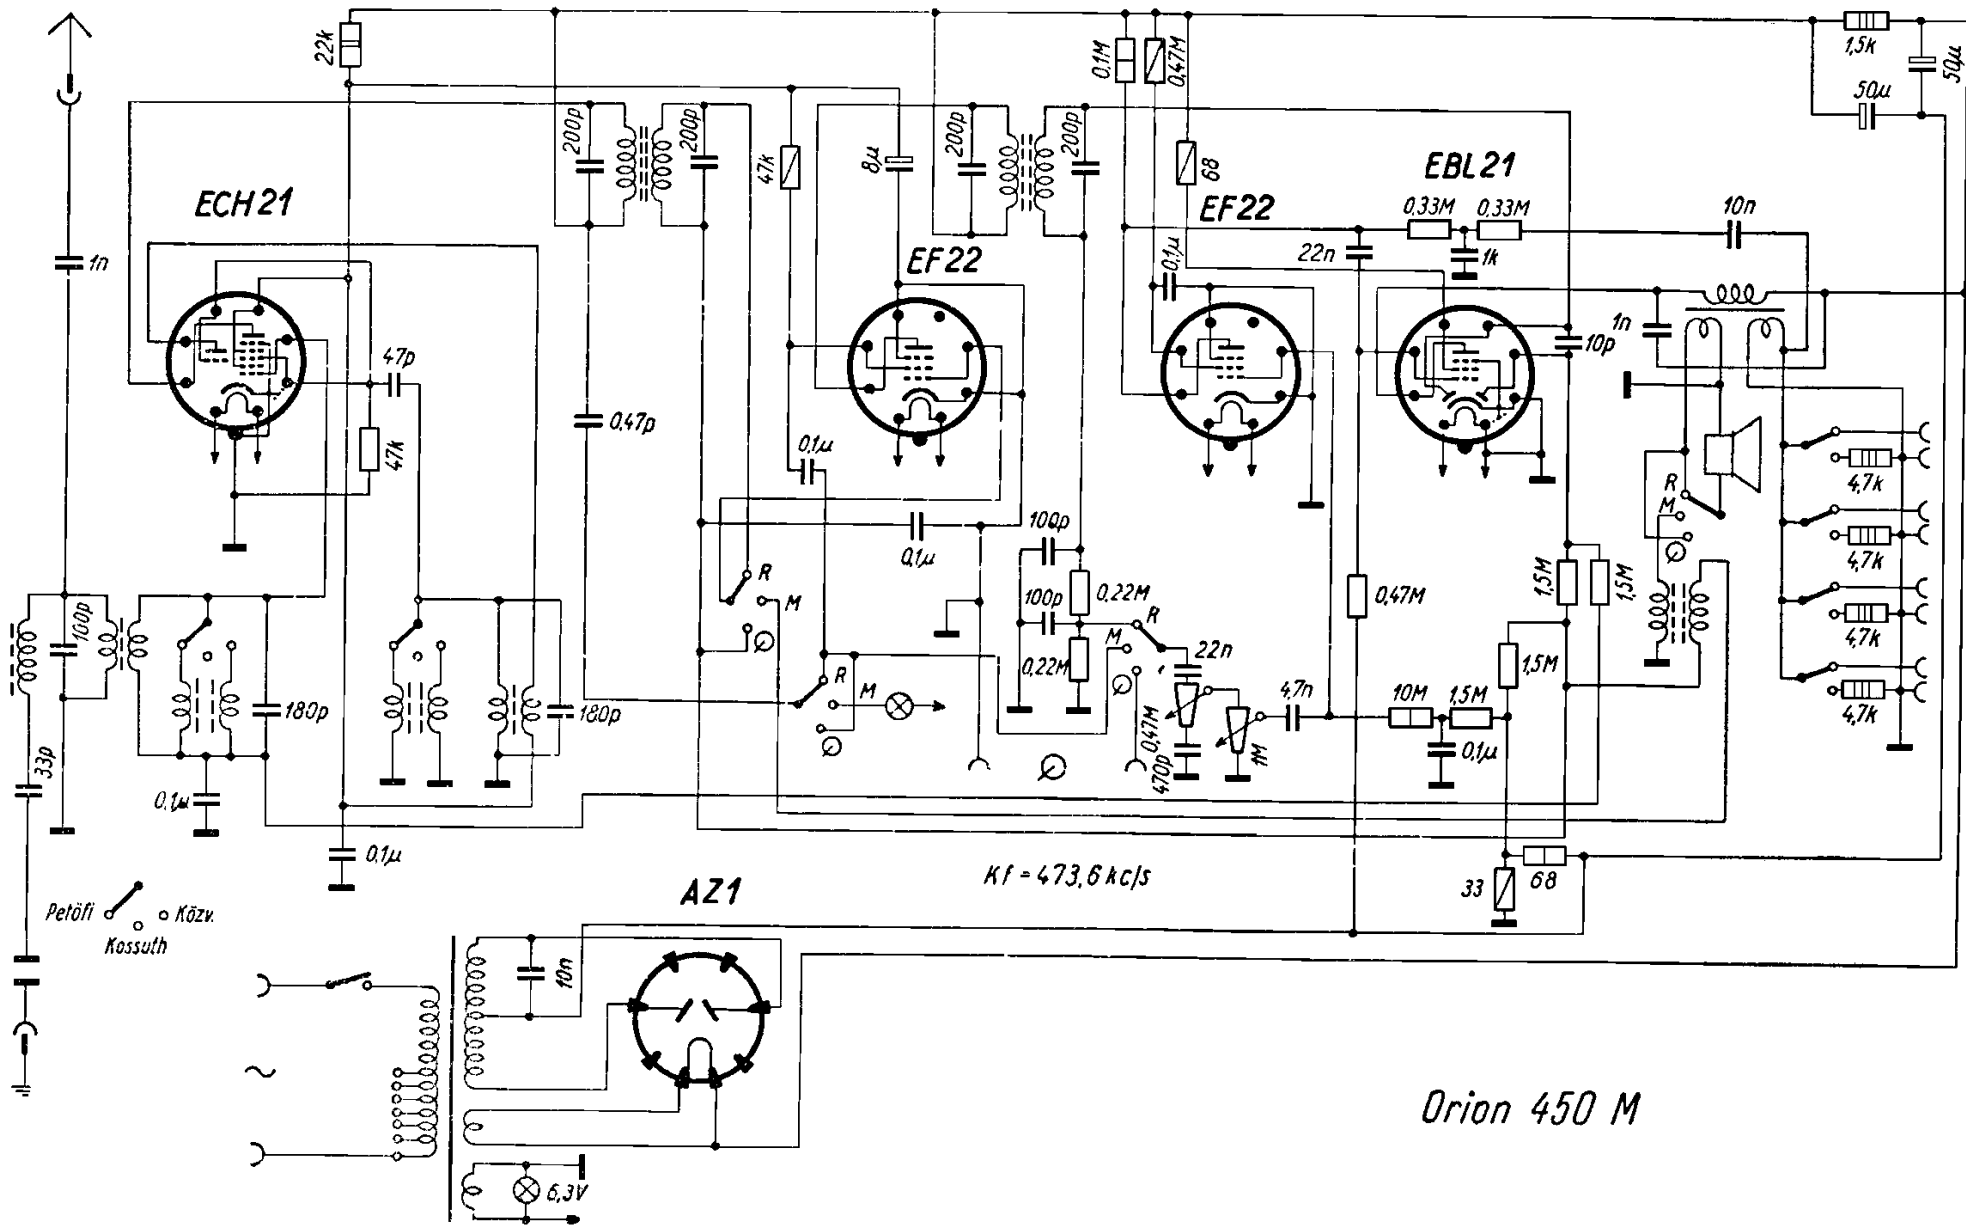 22k
0,1M
0,47M
1,5k
50µ
50µ
200p
200p
47k
8µ
200p
200p
68
ECH21
EBL21
EF22
0,33M
0,33M
10n
1n
EF22
0,1µ
22n
1k
1n
10p
47p
0,47p
47k
0,1µ
4,7k
R
M
100p
0,1µ
4,7k
R
M
100p
0,22M
0,47M
1,5M
1,5M
4,7k
100p
R
M
22n
0,22M
1,5M
R
M
4,7n
10M
1,5M
4,7k
180p
180p
0,47M
1M
33p
470p
0,1µ
0,1µ
0,1µ
Kf = 473,6 kc/s
33
68
AZ1
Petőfi
Közv.
Kossuth
10n
~
Orion 450 M
6,3V